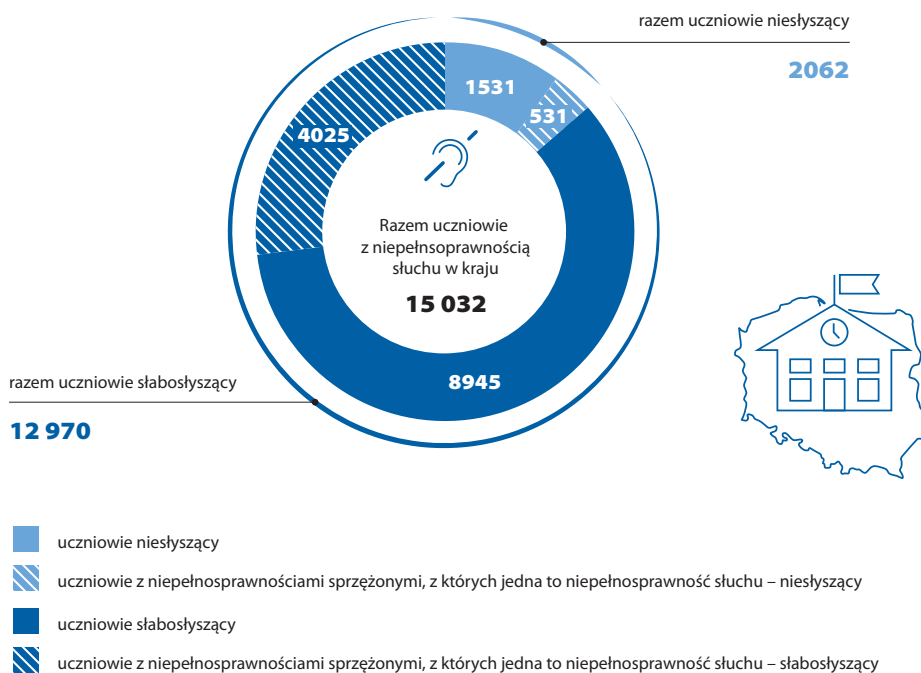 razem uczniowie niesłyszący
2062
1531
531
4025
Razem uczniowie
z niepełnsoprawnością
słuchu w kraju
15 032
8945
razem uczniowie słabosłyszący
12 970
uczniowie niesłyszący
uczniowie z niepełnosprawnościami sprzężonymi, z których jedna to niepełnosprawność słuchu – niesłyszący
uczniowie słabosłyszący
uczniowie z niepełnosprawnościami sprzężonymi, z których jedna to niepełnosprawność słuchu – słabosłyszący